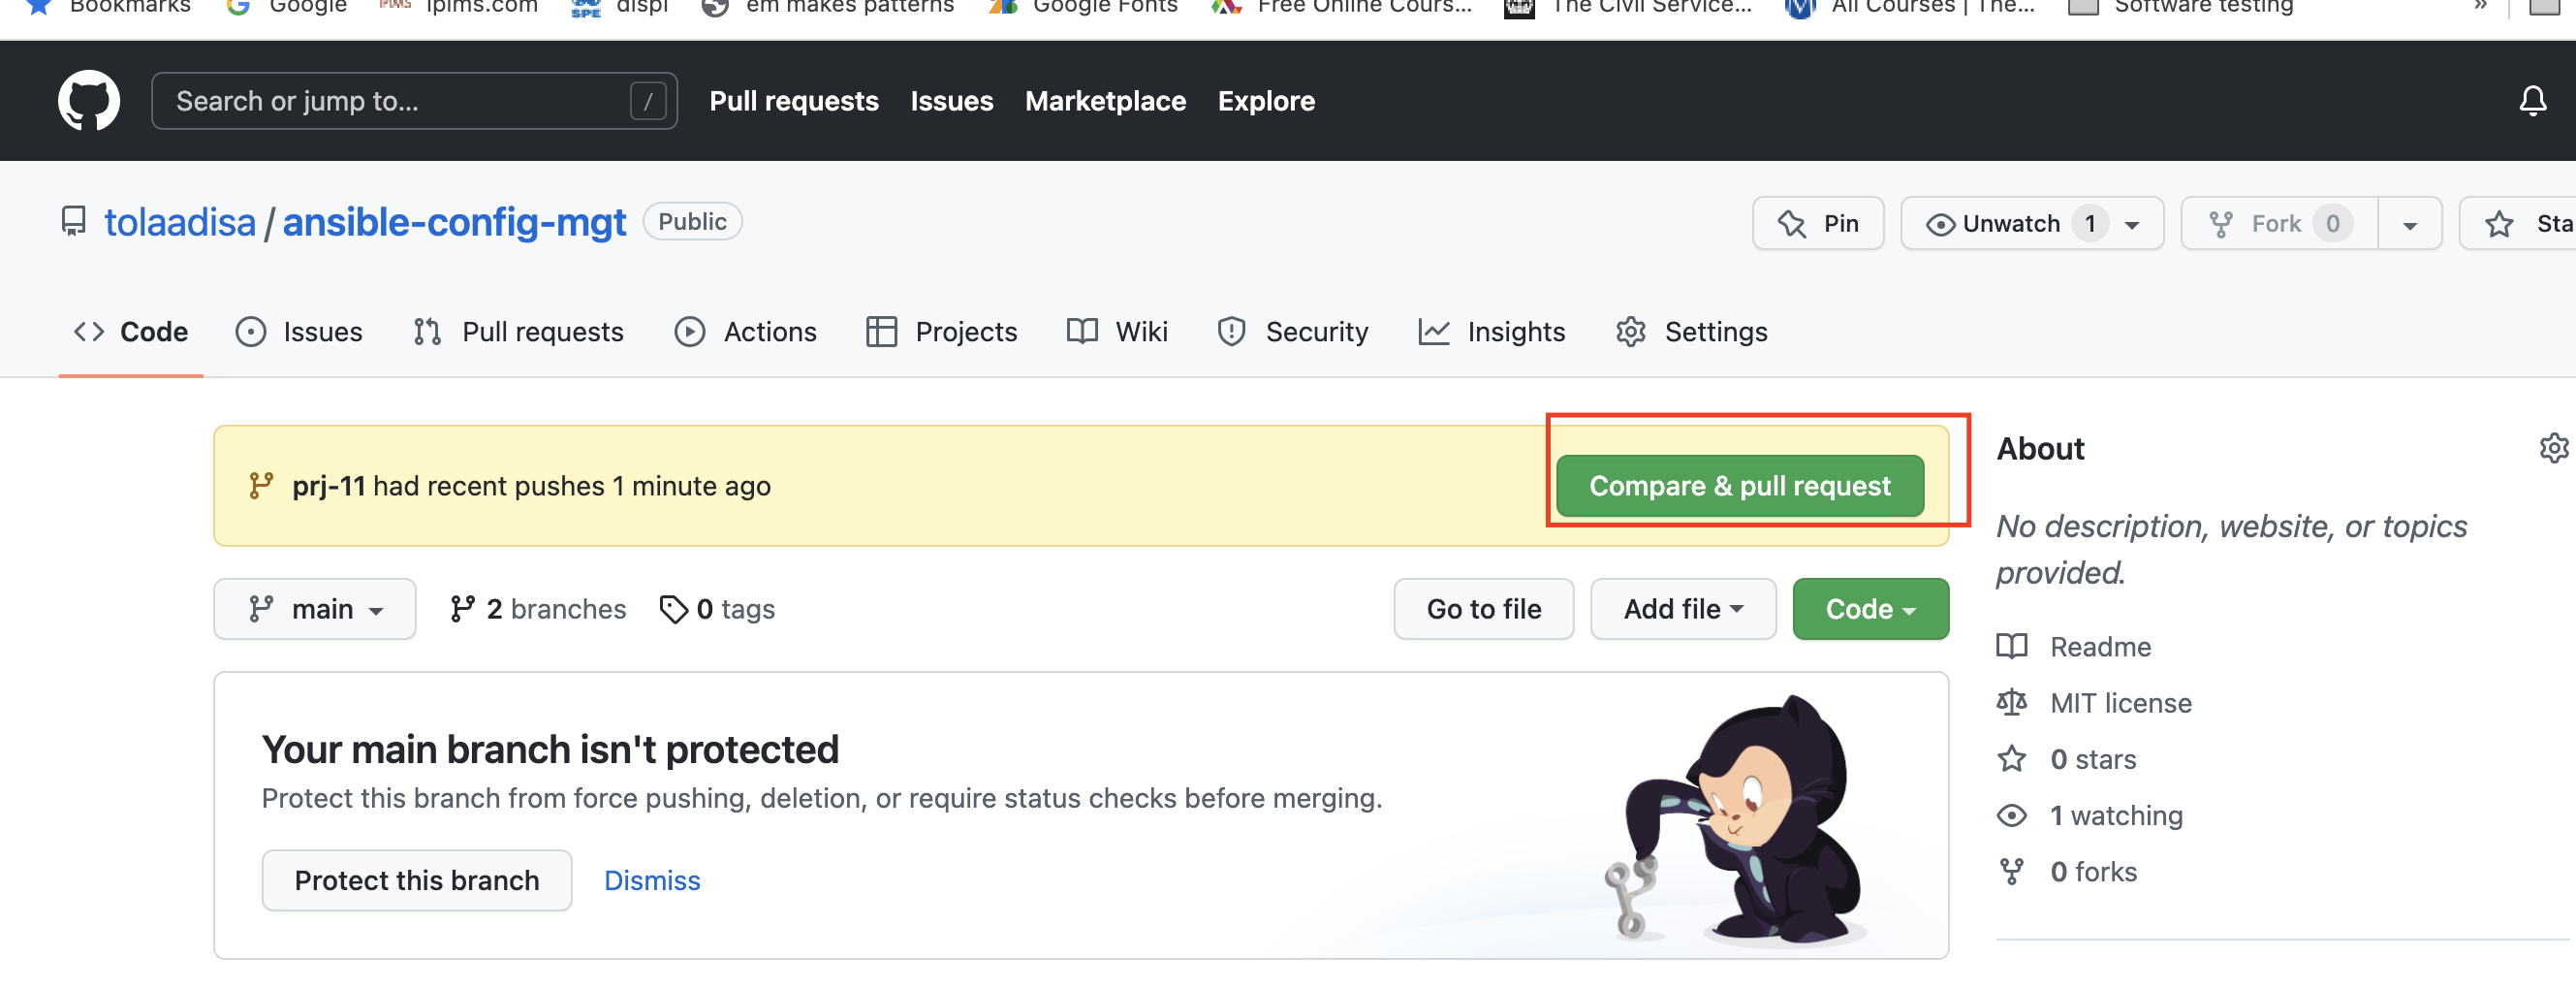 Bookmarks Google ipims.com displ em makes patterns Google Fonts Free Online Cours... The Civil Service... All Courses | The... Software testing »
Search or jump to... / Pull requests Issues Marketplace Explore
tolaadisa / ansible-config-mgt Public Pin Unwatch 1 Fork 0 Sta
Code Issues Pull requests Actions Projects Wiki Security Insights Settings
prj-11 had recent pushes 1 minute ago Compare & pull request
main 2 branches 0 tags Go to file Add file Code
Your main branch isn't protected
Protect this branch from force pushing, deletion, or require status checks before merging.
Protect this branch Dismiss
About
No description, website, or topics
provided.
Readme
MIT license
0 stars
1 watching
0 forks